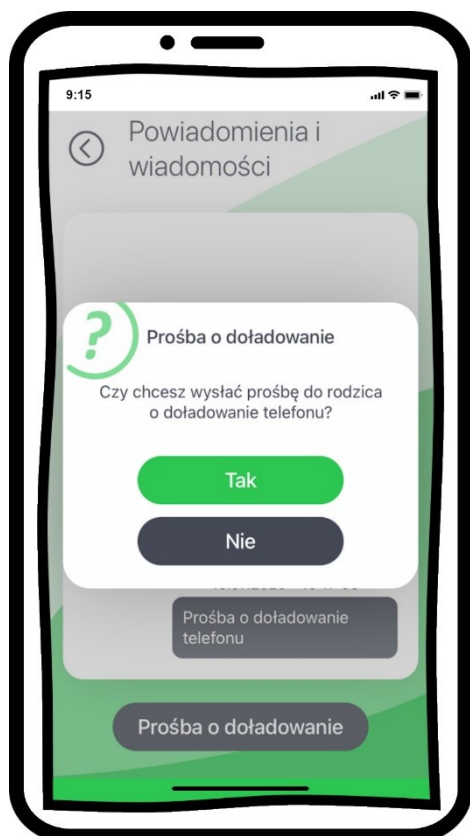 9:15
Powiadomienia i
wiadomości
?
Prośba o doładowanie
Czy chcesz wysłać prośbę do rodzica
o doładowanie telefonu?
Tak
Nie
Prośba o doładowanie
telefonu
Prośba o doładowanie